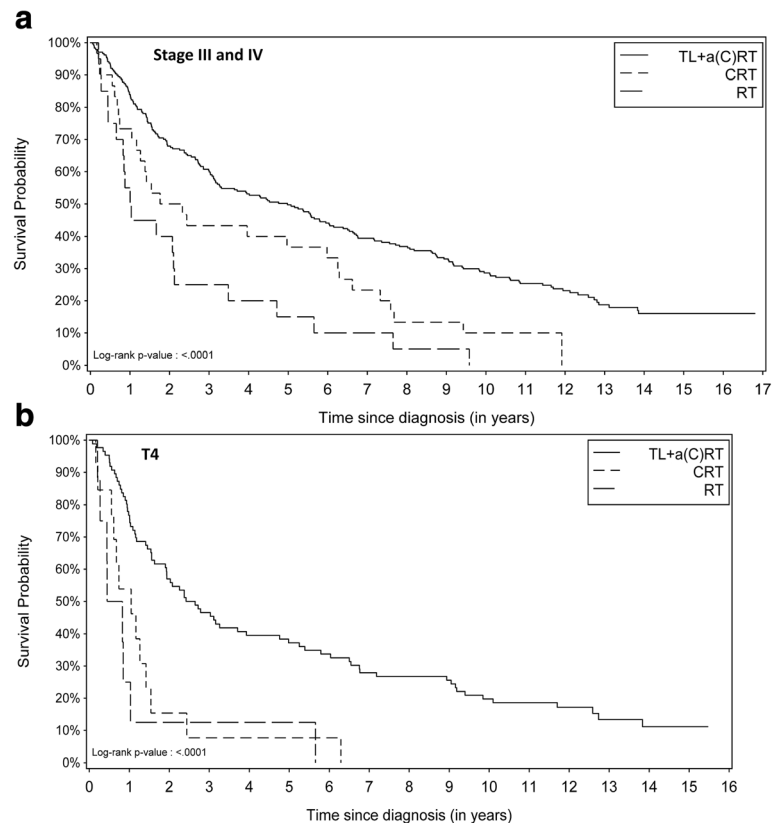 a
Stage III and IV
TL+a(C)RT
CRT
RT
100%
90%
80%
70%
60%
50%
40%
30%
20%
10%
0%
Survival Probability
Log-rank p-value : <.0001
0 1 2 3 4 5 6 7 8 9 10 11 12 13 14 15 16 17
Time since diagnosis (in years)
b
T4
TL+a(C)RT
CRT
RT
100%
90%
80%
70%
60%
50%
40%
30%
20%
10%
0%
Survival Probability
Log-rank p-value : <.0001
0 1 2 3 4 5 6 7 8 9 10 11 12 13 14 15 16
Time since diagnosis (in years)